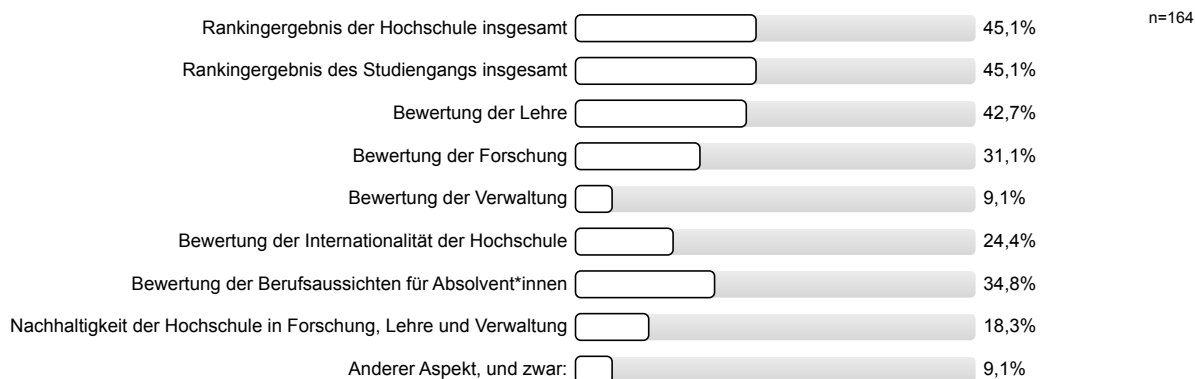 Rankingergebnis der Hochschule insgesamt 45,1% n=164
Rankingergebnis des Studiengangs insgesamt 45,1%
Bewertung der Lehre 42,7%
Bewertung der Forschung 31,1%
Bewertung der Verwaltung 9,1%
Bewertung der Internationalität der Hochschule 24,4%
Bewertung der Berufsaussichten für Absolvent*innen 34,8%
Nachhaltigkeit der Hochschule in Forschung, Lehre und Verwaltung 18,3%
Anderer Aspekt, und zwar: 9,1%